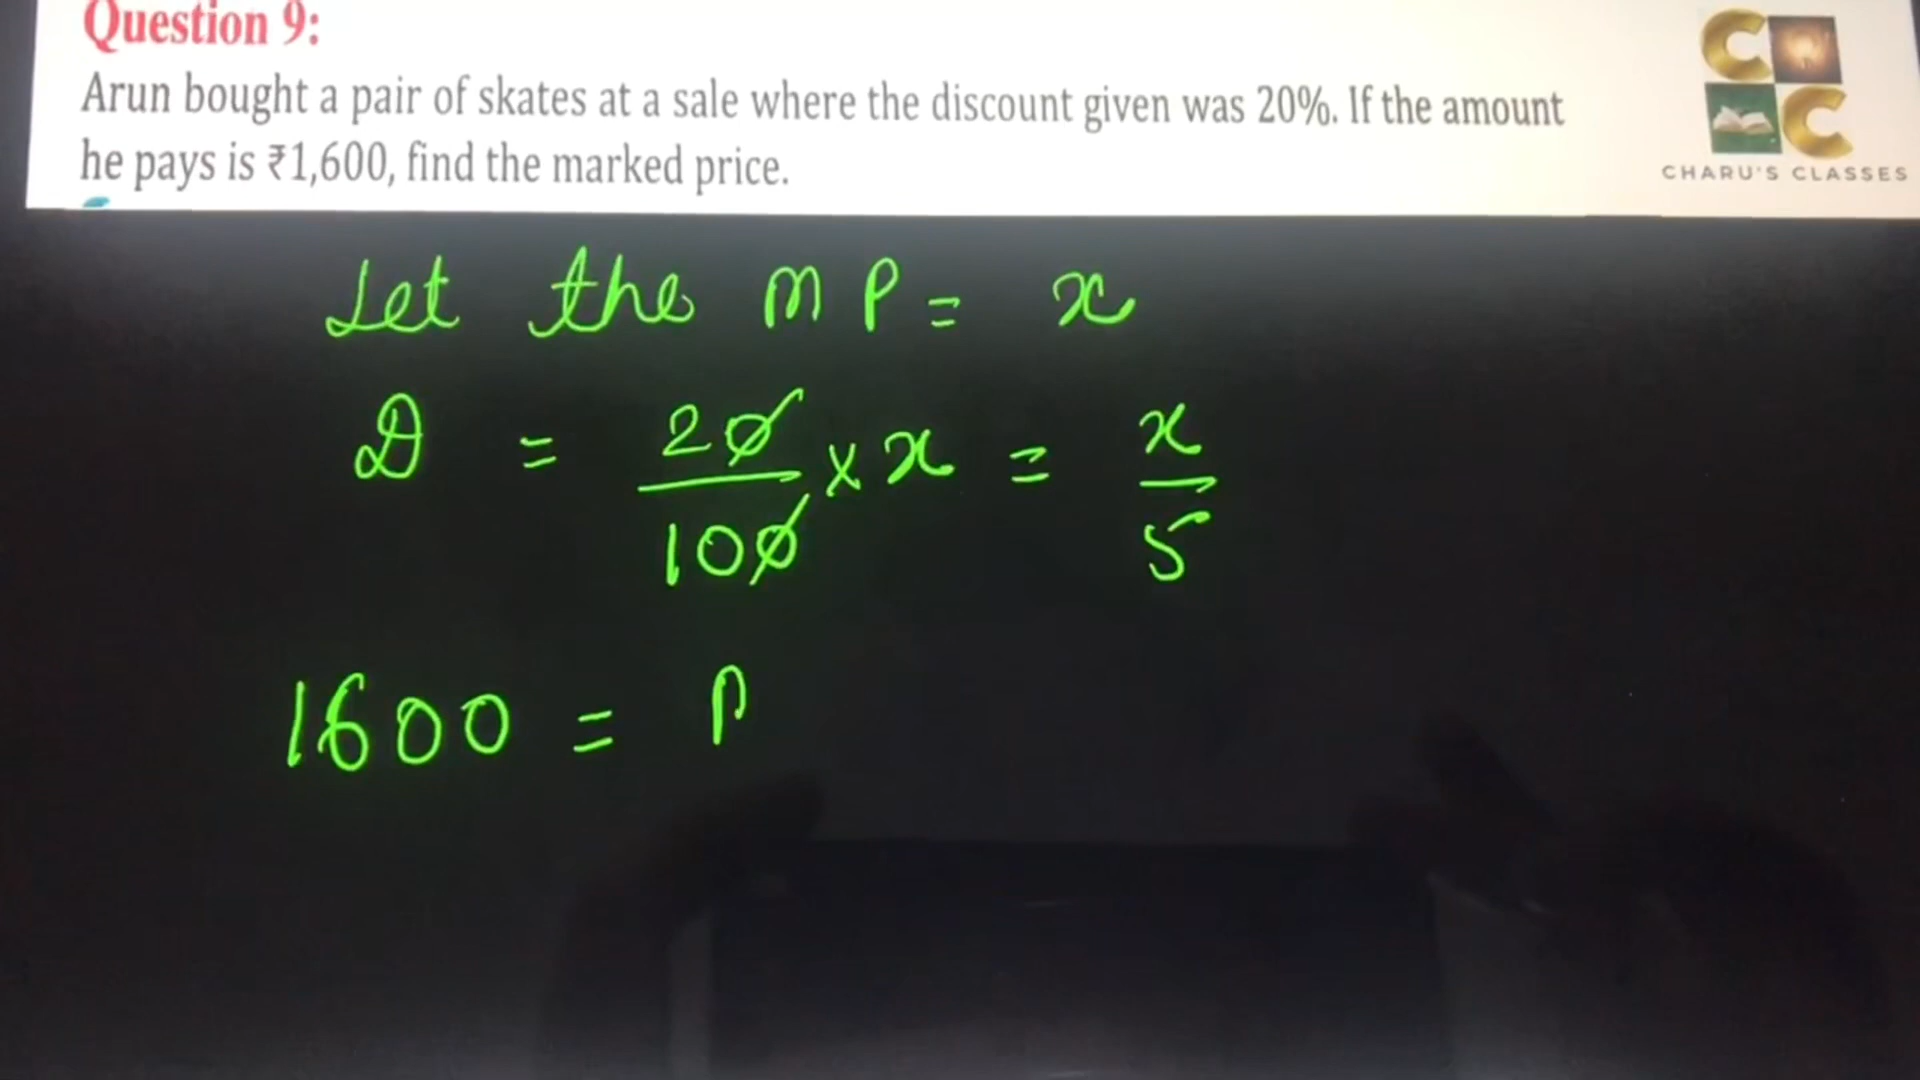 Question 9:
Arun bought a pair of skates at a sale where the discount given was 20%. If the amount
he pays is ₹1,600, find the marked price.
CC
CHARU'S CLASSES
Let the MP = x
D = 20/100 × x = x/5
1600 = P